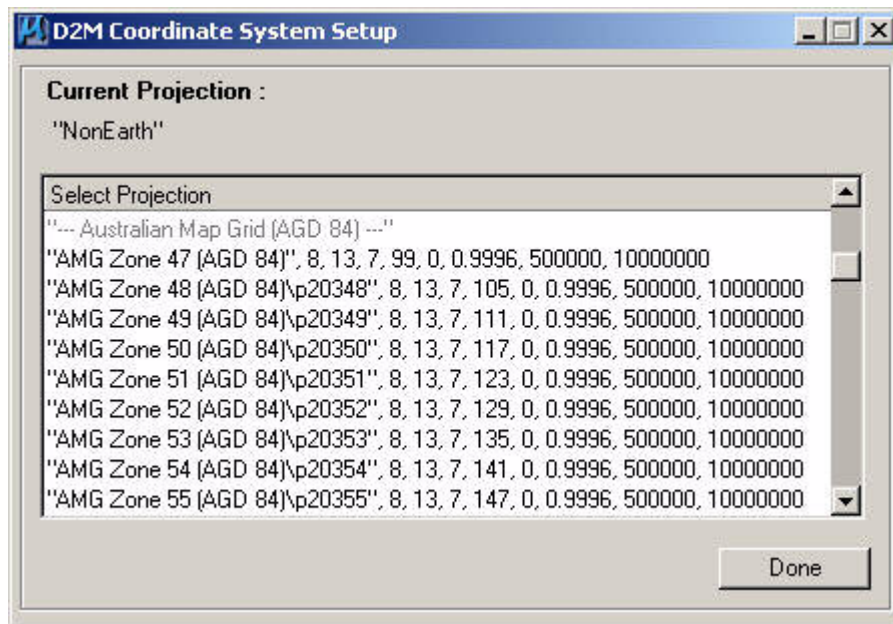 D2M Coordinate System Setup
Current Projection :
"NonEarth"
Select Projection
"--- Australian Map Grid (AGD 84) ---"
"AMG Zone 47 (AGD 84)", 8, 13, 7, 99, 0, 0.9996, 500000, 10000000
"AMG Zone 48 (AGD 84)\p20348", 8, 13, 7, 105, 0, 0.9996, 500000, 10000000
"AMG Zone 49 (AGD 84)\p20349", 8, 13, 7, 111, 0, 0.9996, 500000, 10000000
"AMG Zone 50 (AGD 84)\p20350", 8, 13, 7, 117, 0, 0.9996, 500000, 10000000
"AMG Zone 51 (AGD 84)\p20351", 8, 13, 7, 123, 0, 0.9996, 500000, 10000000
"AMG Zone 52 (AGD 84)\p20352", 8, 13, 7, 129, 0, 0.9996, 500000, 10000000
"AMG Zone 53 (AGD 84)\p20353", 8, 13, 7, 135, 0, 0.9996, 500000, 10000000
"AMG Zone 54 (AGD 84)\p20354", 8, 13, 7, 141, 0, 0.9996, 500000, 10000000
"AMG Zone 55 (AGD 84)\p20355", 8, 13, 7, 147, 0, 0.9996, 500000, 10000000
Done